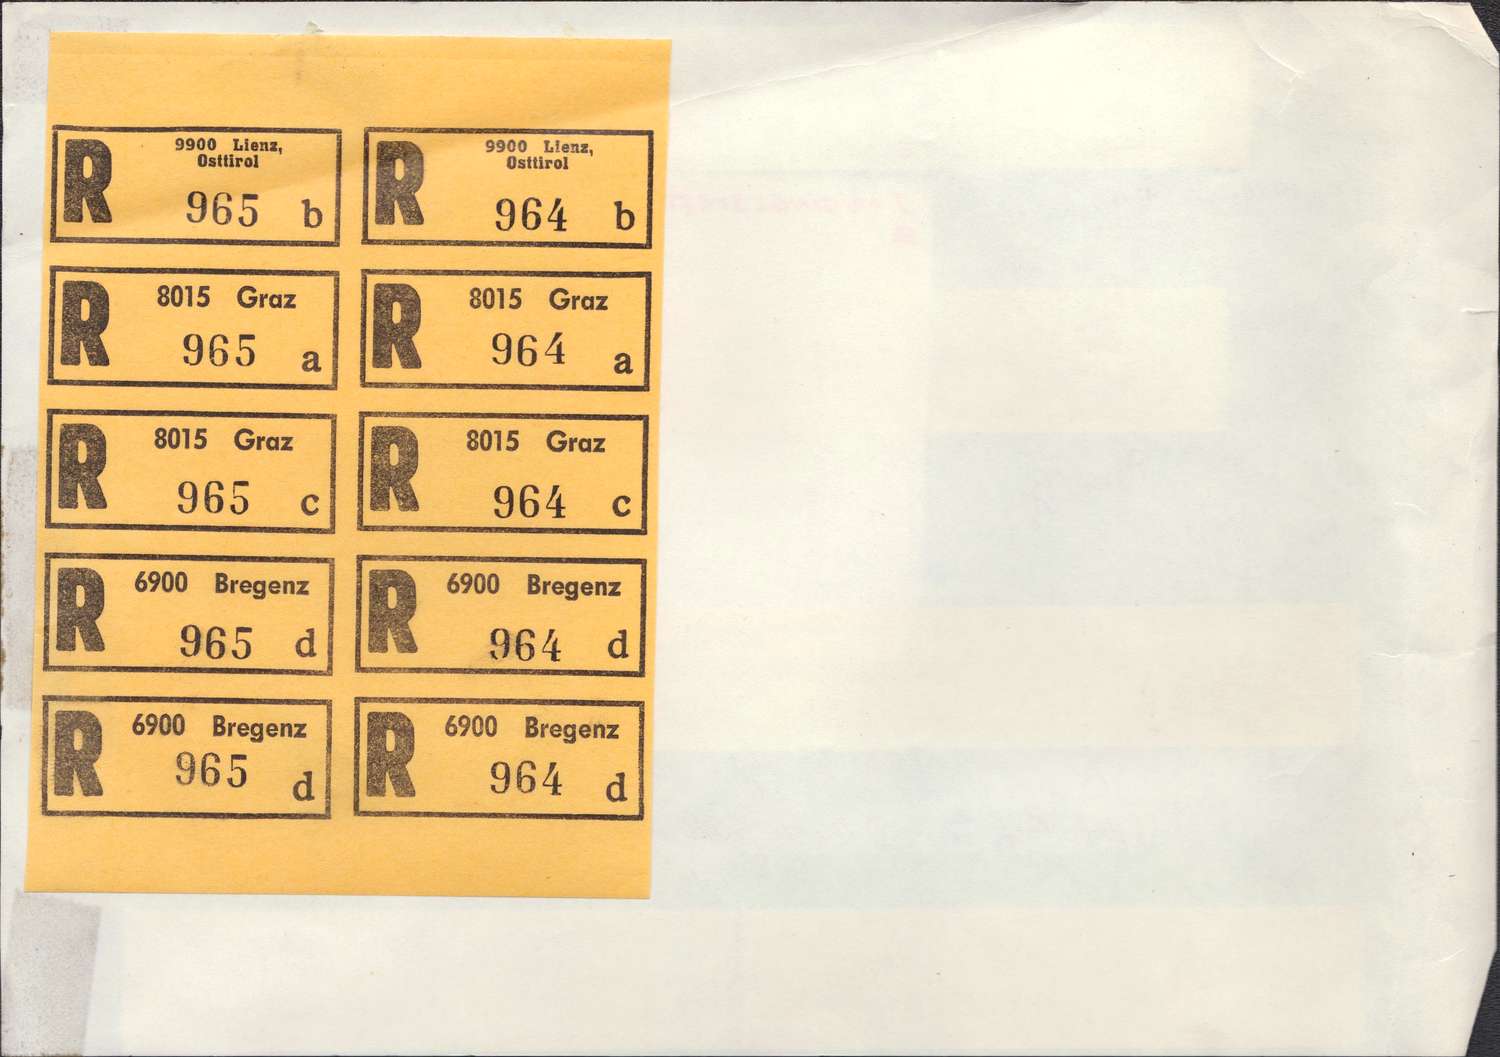 R 9900 Lienz,
Osttirol
965 b
R 9900 Lienz,
Osttirol
964 b
R 8015 Graz
965 a
R 8015 Graz
964 a
R 8015 Graz
965 c
R 8015 Graz
964 c
R 6900 Bregenz
965 d
R 6900 Bregenz
964 d
R 6900 Bregenz
965 d
R 6900 Bregenz
964 d